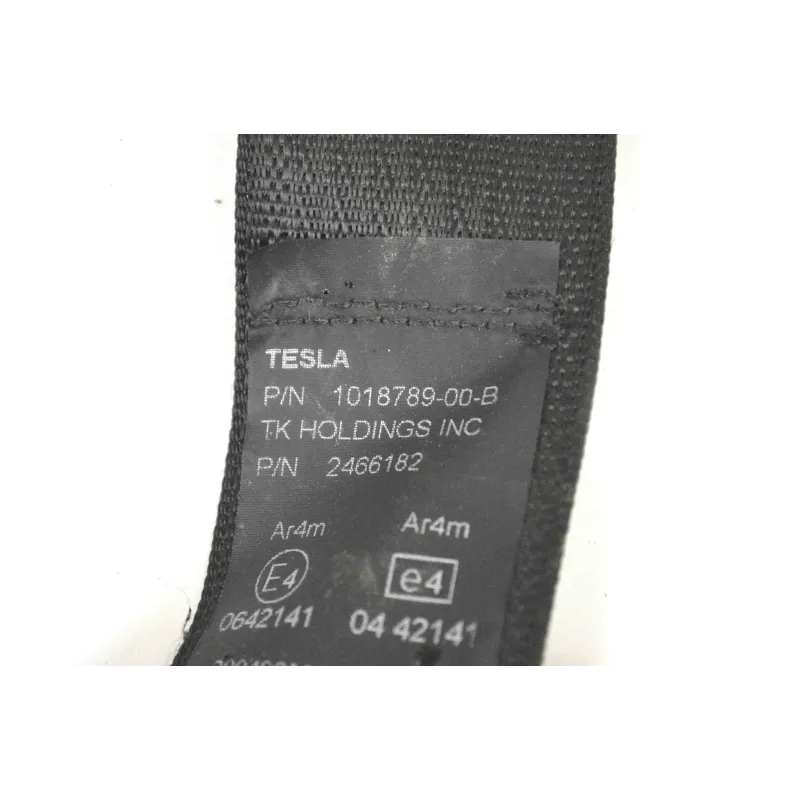 TESLA
P/N 1018789-00-B
TK HOLDINGS INC
P/N 2466182
Ar4m Ar4m
E4 e4
0642141 04 42141